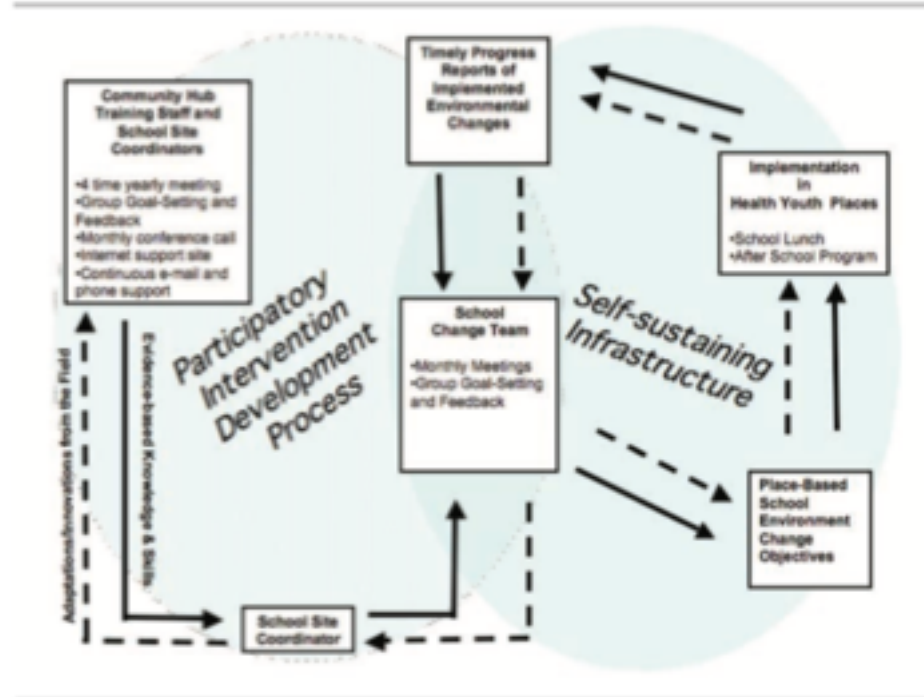 Community Hub
Training Staff and
School Site
Coordinators
•4 time yearly meeting
•Group Goal-Setting and
Feedback
•Monthly conference call
•Internet support site
•Continuous e-mail and
phone support
Timely Progress
Reports of
Implemented
Environmental
Changes
Implementation
in
Health Youth Places
•School Lunch
•After School Program
Participatory
Intervention
Development
Process
School
Change Team
•Monthly Meetings
•Group Goal-Setting
and Feedback
Self-sustaining
Infrastructure
Place-Based
School
Environment
Change
Objectives
Adaptations/Innovations from the Field
Evidence-based Knowledge & Skills
School Site
Coordinator